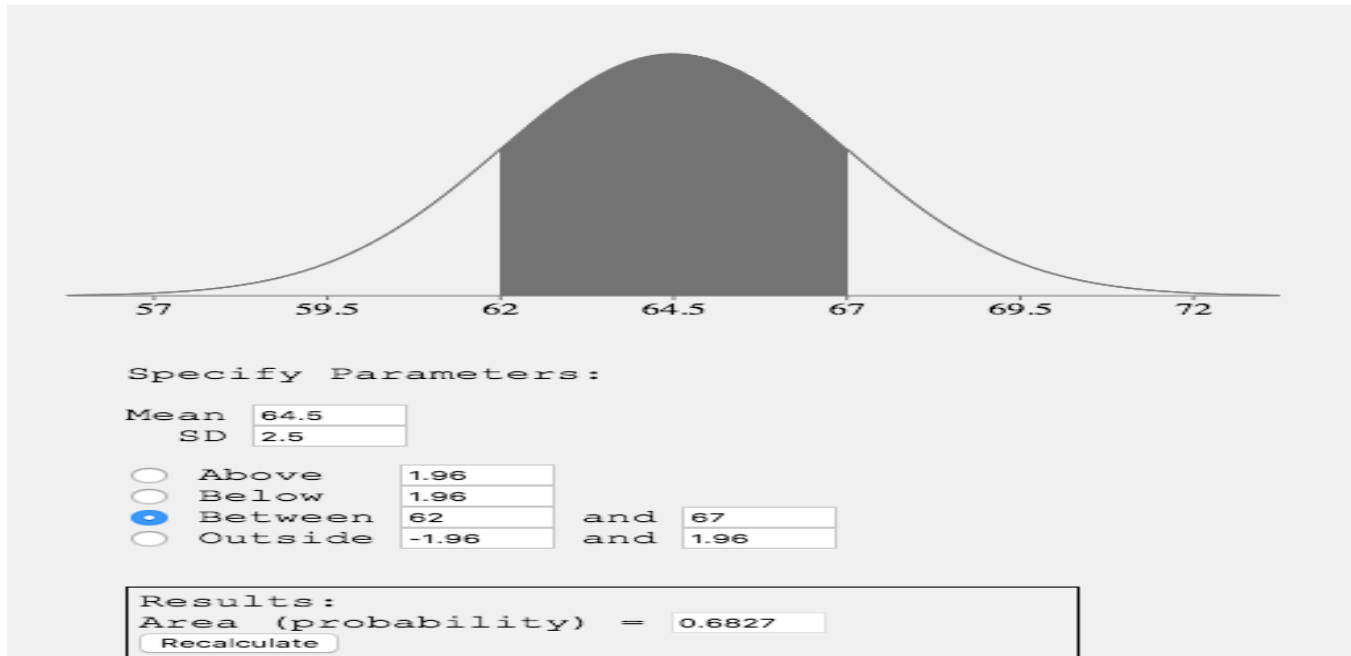 57 59.5 62 64.5 67 69.5 72
Specify Parameters:
Mean 64.5
SD 2.5
Above 1.96
Below 1.96
Between 62 and 67
Outside -1.96 and 1.96
Results:
Area (probability) = 0.6827
Recalculate